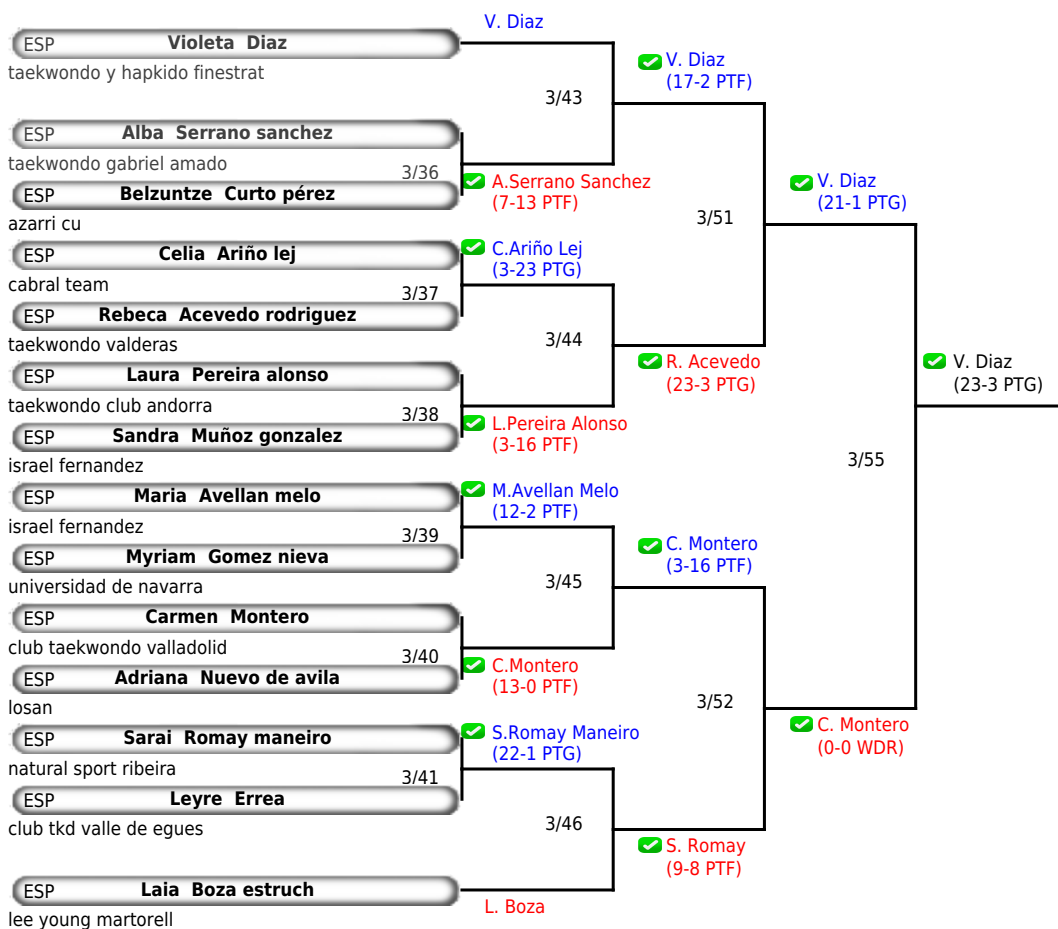 V. Diaz
ESP Violeta Diaz
taekwondo y hapkido finestrat
V. Diaz
(17-2 PTF)
3/43
ESP Alba Serrano sanchez
taekwondo gabriel amado
3/36
A.Serrano Sanchez
(7-13 PTF)
ESP Belzuntze Curto pérez
azarri cu
V. Diaz
(21-1 PTG)
3/51
ESP Celia Ariño lej
cabral team
C.Ariño Lej
(3-23 PTG)
3/37
ESP Rebeca Acevedo rodriguez
taekwondo valderas
3/44
R. Acevedo
(23-3 PTG)
V. Diaz
(23-3 PTG)
ESP Laura Pereira alonso
taekwondo club andorra
3/38
L.Pereira Alonso
(3-16 PTF)
ESP Sandra Muñoz gonzalez
israel fernandez
3/55
ESP Maria Avellan melo
israel fernandez
M.Avellan Melo
(12-2 PTF)
3/39
ESP Myriam Gomez nieva
universidad de navarra
C. Montero
(3-16 PTF)
3/45
ESP Carmen Montero
club taekwondo valladolid
3/40
C.Montero
(13-0 PTF)
ESP Adriana Nuevo de avila
losan
3/52
C. Montero
(0-0 WDR)
ESP Sarai Romay maneiro
natural sport ribeira
S.Romay Maneiro
(22-1 PTG)
3/41
ESP Leyre Errea
club tkd valle de egues
3/46
S. Romay
(9-8 PTF)
ESP Laia Boza estruch
lee young martorell
L. Boza